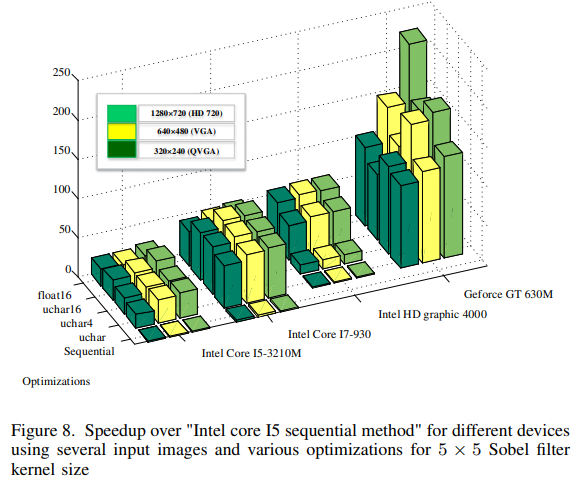 250
200
150
100
50
0
1280×720 (HD 720)
640×480 (VGA)
320×240 (QVGA)
float16
uchar16
uchar4
uchar
Sequential
Optimizations
Intel Core I5-3210M
Intel Core I7-930
Intel HD graphic 4000
Geforce GT 630M
Figure 8. Speedup over "Intel core I5 sequential method" for different devices
using several input images and various optimizations for 5 × 5 Sobel filter
kernel size